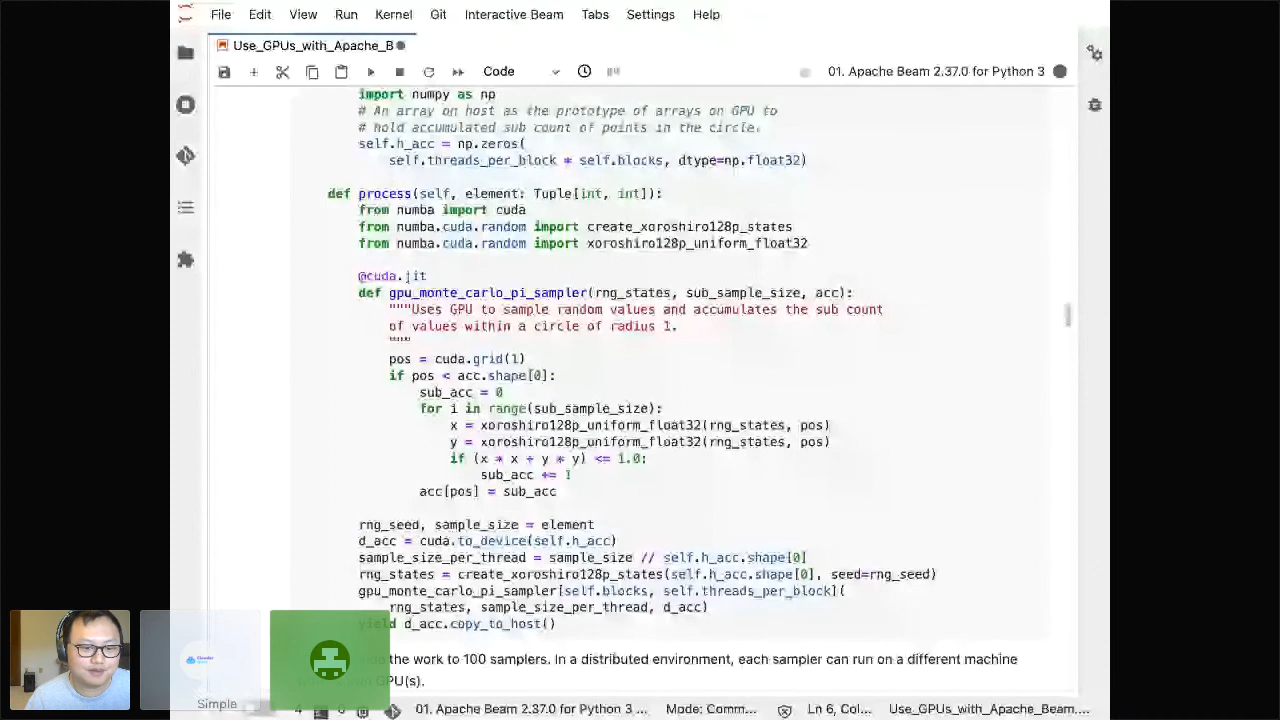 File Edit View Run Kernel Git Interactive Beam Tabs Settings Help
Use_GPUs_with_Apache_B
Code
01. Apache Beam 2.37.0 for Python 3
import numpy as np
# An array on host as the prototype of arrays on GPU to
# hold accumulated sub count of points in the circle.
self.h_acc = np.zeros(
self.threads_per_block * self.blocks, dtype=np.float32)
def process(self, element: Tuple[int, int]):
from numba import cuda
from numba.cuda.random import create_xoroshiro128p_states
from numba.cuda.random import xoroshiro128p_uniform_float32
@cuda.jit
def gpu_monte_carlo_pi_sampler(rng_states, sub_sample_size, acc):
"""Uses GPU to sample random values and accumulates the sub count
of values within a circle of radius 1.
"""
pos = cuda.grid(1)
if pos < acc.shape[0]:
sub_acc = 0
for i in range(sub_sample_size):
x = xoroshiro128p_uniform_float32(rng_states, pos)
y = xoroshiro128p_uniform_float32(rng_states, pos)
if (x * x + y * y) <= 1.0:
sub_acc += 1
acc[pos] = sub_acc
rng_seed, sample_size = element
d_acc = cuda.to_device(self.h_acc)
sample_size_per_thread = sample_size // self.h_acc.shape[0]
rng_states = create_xoroshiro128p_states(self.h_acc.shape[0], seed=rng_seed)
gpu_monte_carlo_pi_sampler[self.blocks, self.threads_per_block](
rng_states, sample_size_per_thread, d_acc)
yield d_acc.copy_to_host()
the work to 100 samplers. In a distributed environment, each sampler can run on a different machine
GPU(s).
Simple
01. Apache Beam 2.37.0 for Python 3 ... Mode: Comm... Ln 6, Col... Use_GPUs_with_Apache_Beam....